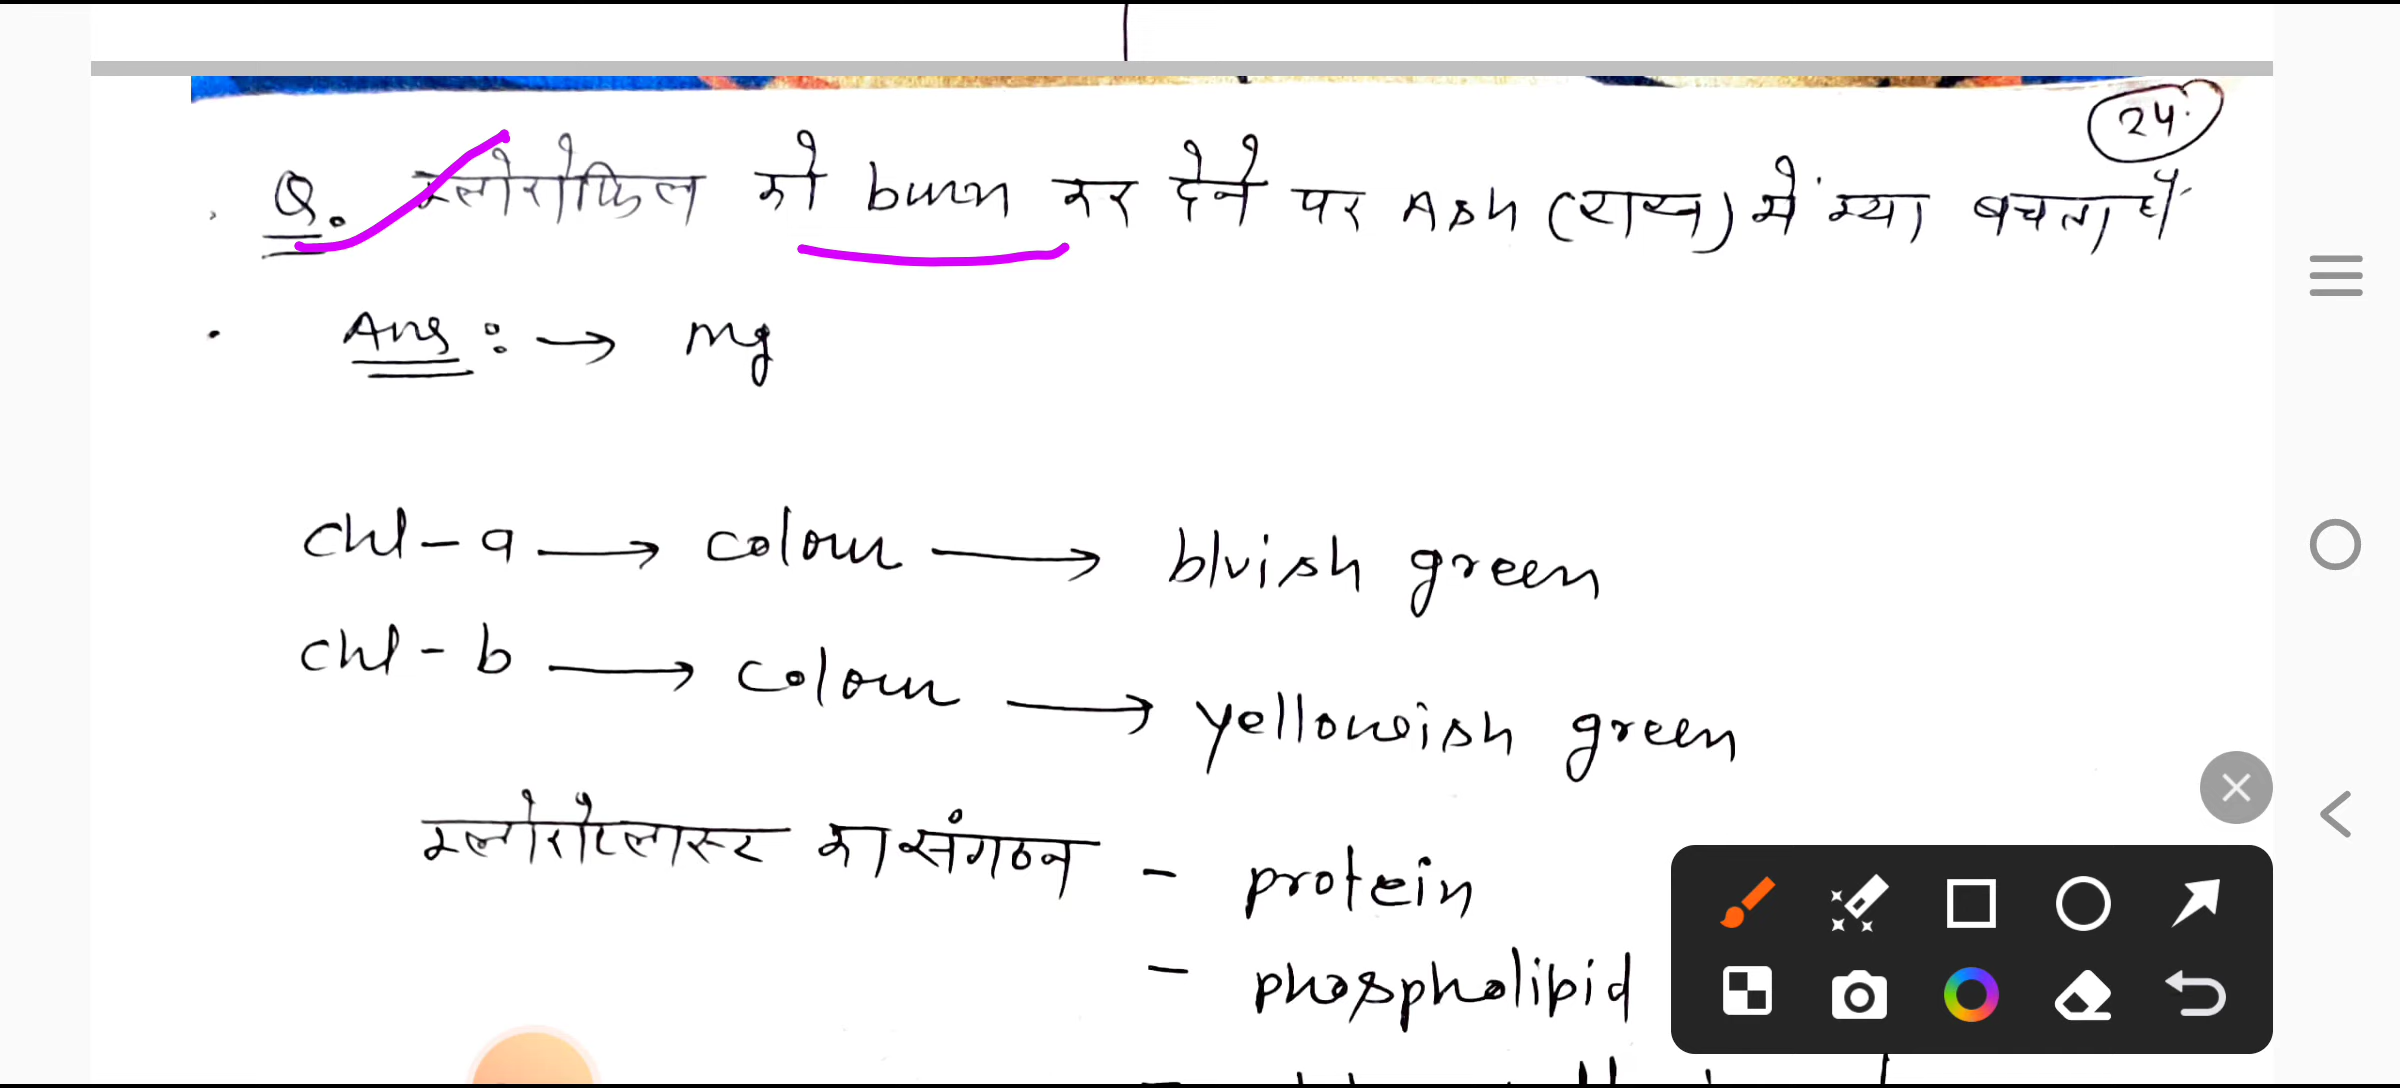 24.
Q. क्लोरोफिल को burn कर देने पर Ash (राख) में क्या बचता है
Ans :→ mg
chl-a → colour → bluish green
chl-b → colour → yellowish green
क्लोरोप्लास्ट का संगठन - protein
- phospholipid